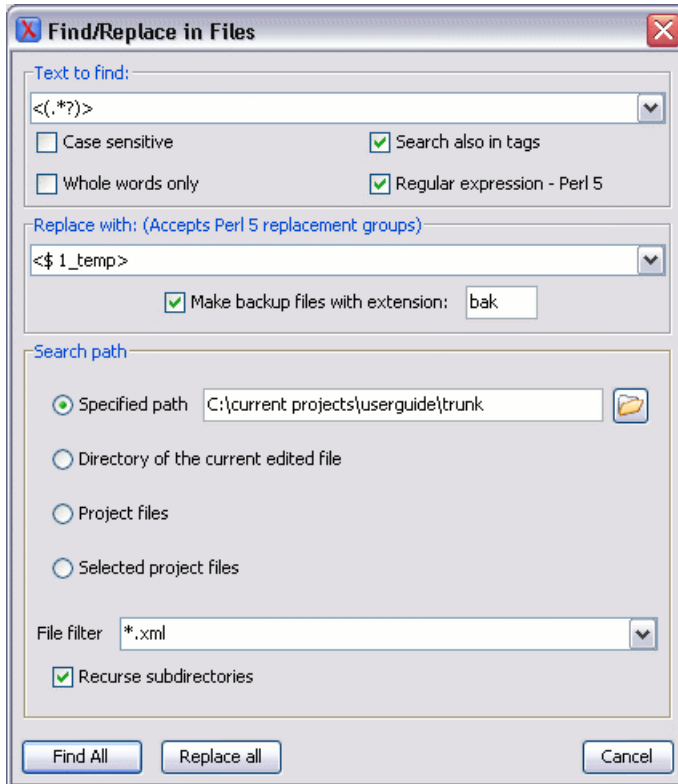 Find/Replace in Files
Text to find:
<(.*?)>
Case sensitive
Search also in tags
Whole words only
Regular expression - Perl 5
Replace with: (Accepts Perl 5 replacement groups)
<$ 1_temp>
Make backup files with extension: bak
Search path
Specified path C:\current projects\userguide\trunk
Directory of the current edited file
Project files
Selected project files
File filter *.xml
Recurse subdirectories
Find All Replace all Cancel